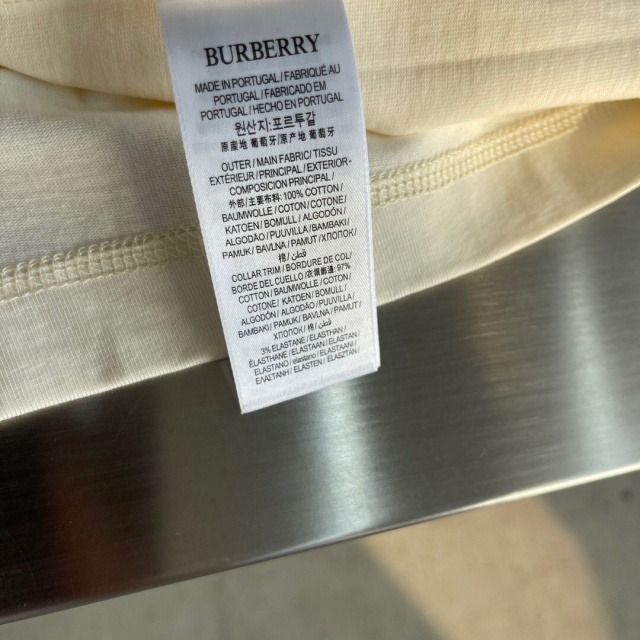 BURBERRY
MADE IN PORTUGAL / FABRIQUÉ AU
PORTUGAL / FABRICADO EM
PORTUGAL / HECHO EN PORTUGAL
원산지:포르투갈
原産地 葡萄牙/原产地 葡萄牙
OUTER / MAIN FABRIC / TISSU
EXTÉRIEUR / PRINCIPAL / EXTERIOR-
COMPOSICION PRINCIPAL /
外部/主要布料: 100% COTTON /
BAUMWOLLE / COTON / COTONE /
KATOEN / BOMULL / ALGODÓN /
ALGODÃO / PUUVILLA / BAMBAKI /
PAMUK / BAVLNA / PAMUT / ХЛОПОК /
棉 / قطن /
COLLAR TRIM / BORDURE DE COL/
BORDE DEL CUELLO 衣領飾邊: 97%
COTTON / BAUMWOLLE / COTON/
COTONE / KATOEN / BOMULL /
ALGODÓN / ALGODÃO / PUUVILLA /
BAMBAKI / PAMUK / BAVLNA / PAMUT /
ХЛОПОК / 棉 / قطن /
3% ELASTANE / ELASTHAN /
ÉLASTHANE / ELASTAAN / ELASTAANI /
ELASTANO / elastano / ELASTAN /
ΕΛΑΣΤΑΝΗ / ELASTEN / ELASZTÁN /